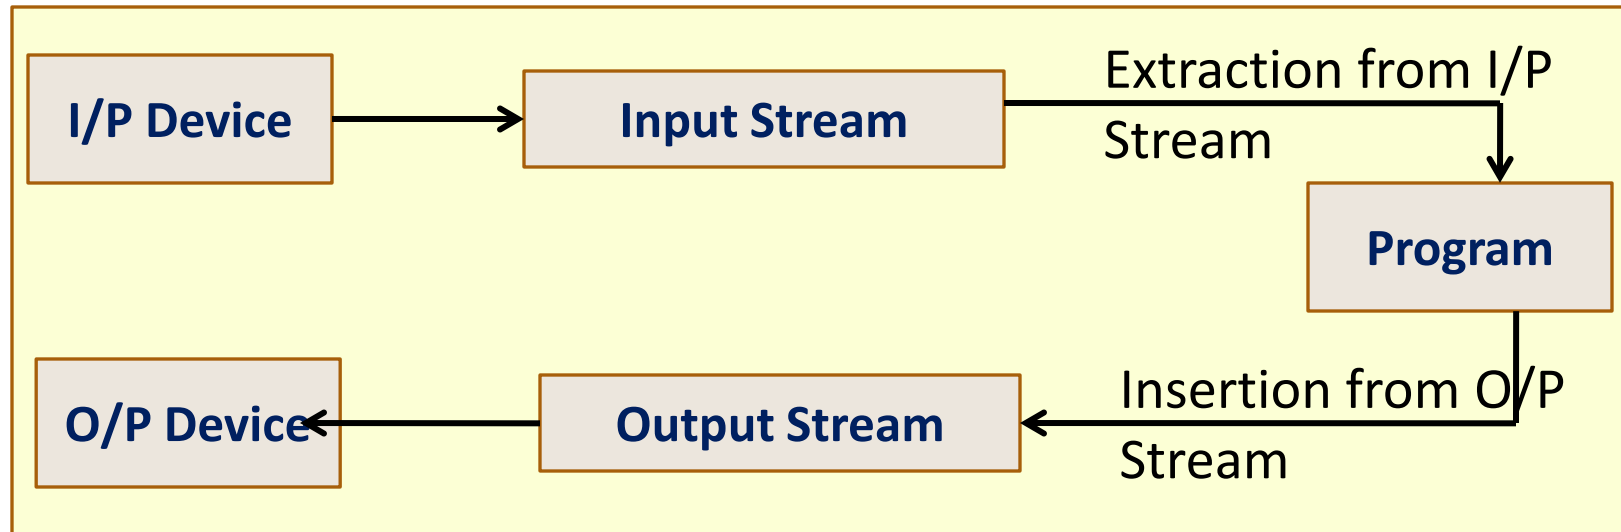 I/P Device
Input Stream
Extraction from I/P
Stream
Program
O/P Device
Output Stream
Insertion from O/P
Stream